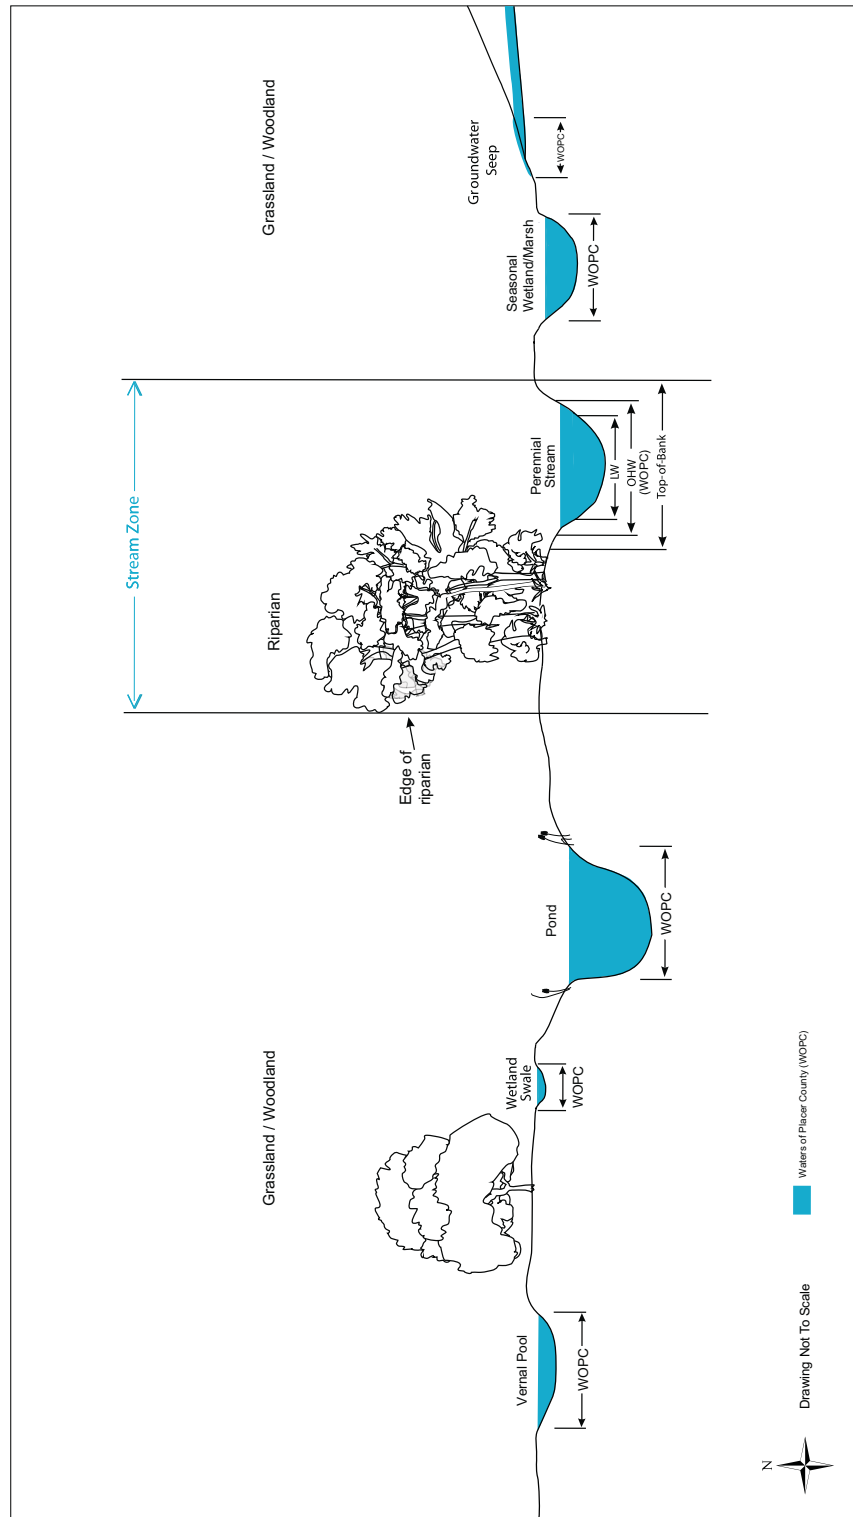 Stream Zone
Grassland / Woodland
Riparian
Grassland / Woodland
Edge of
riparian
Vernal Pool
WOPC
Wetland
Swale
WOPC
Pond
WOPC
Perennial
Stream
LW
OHW
(WOPC)
Top-of-Bank
Seasonal
Wetland/Marsh
WOPC
Groundwater
Seep
WOPC
N
Drawing Not To Scale
Waters of Placer County (WOPC)